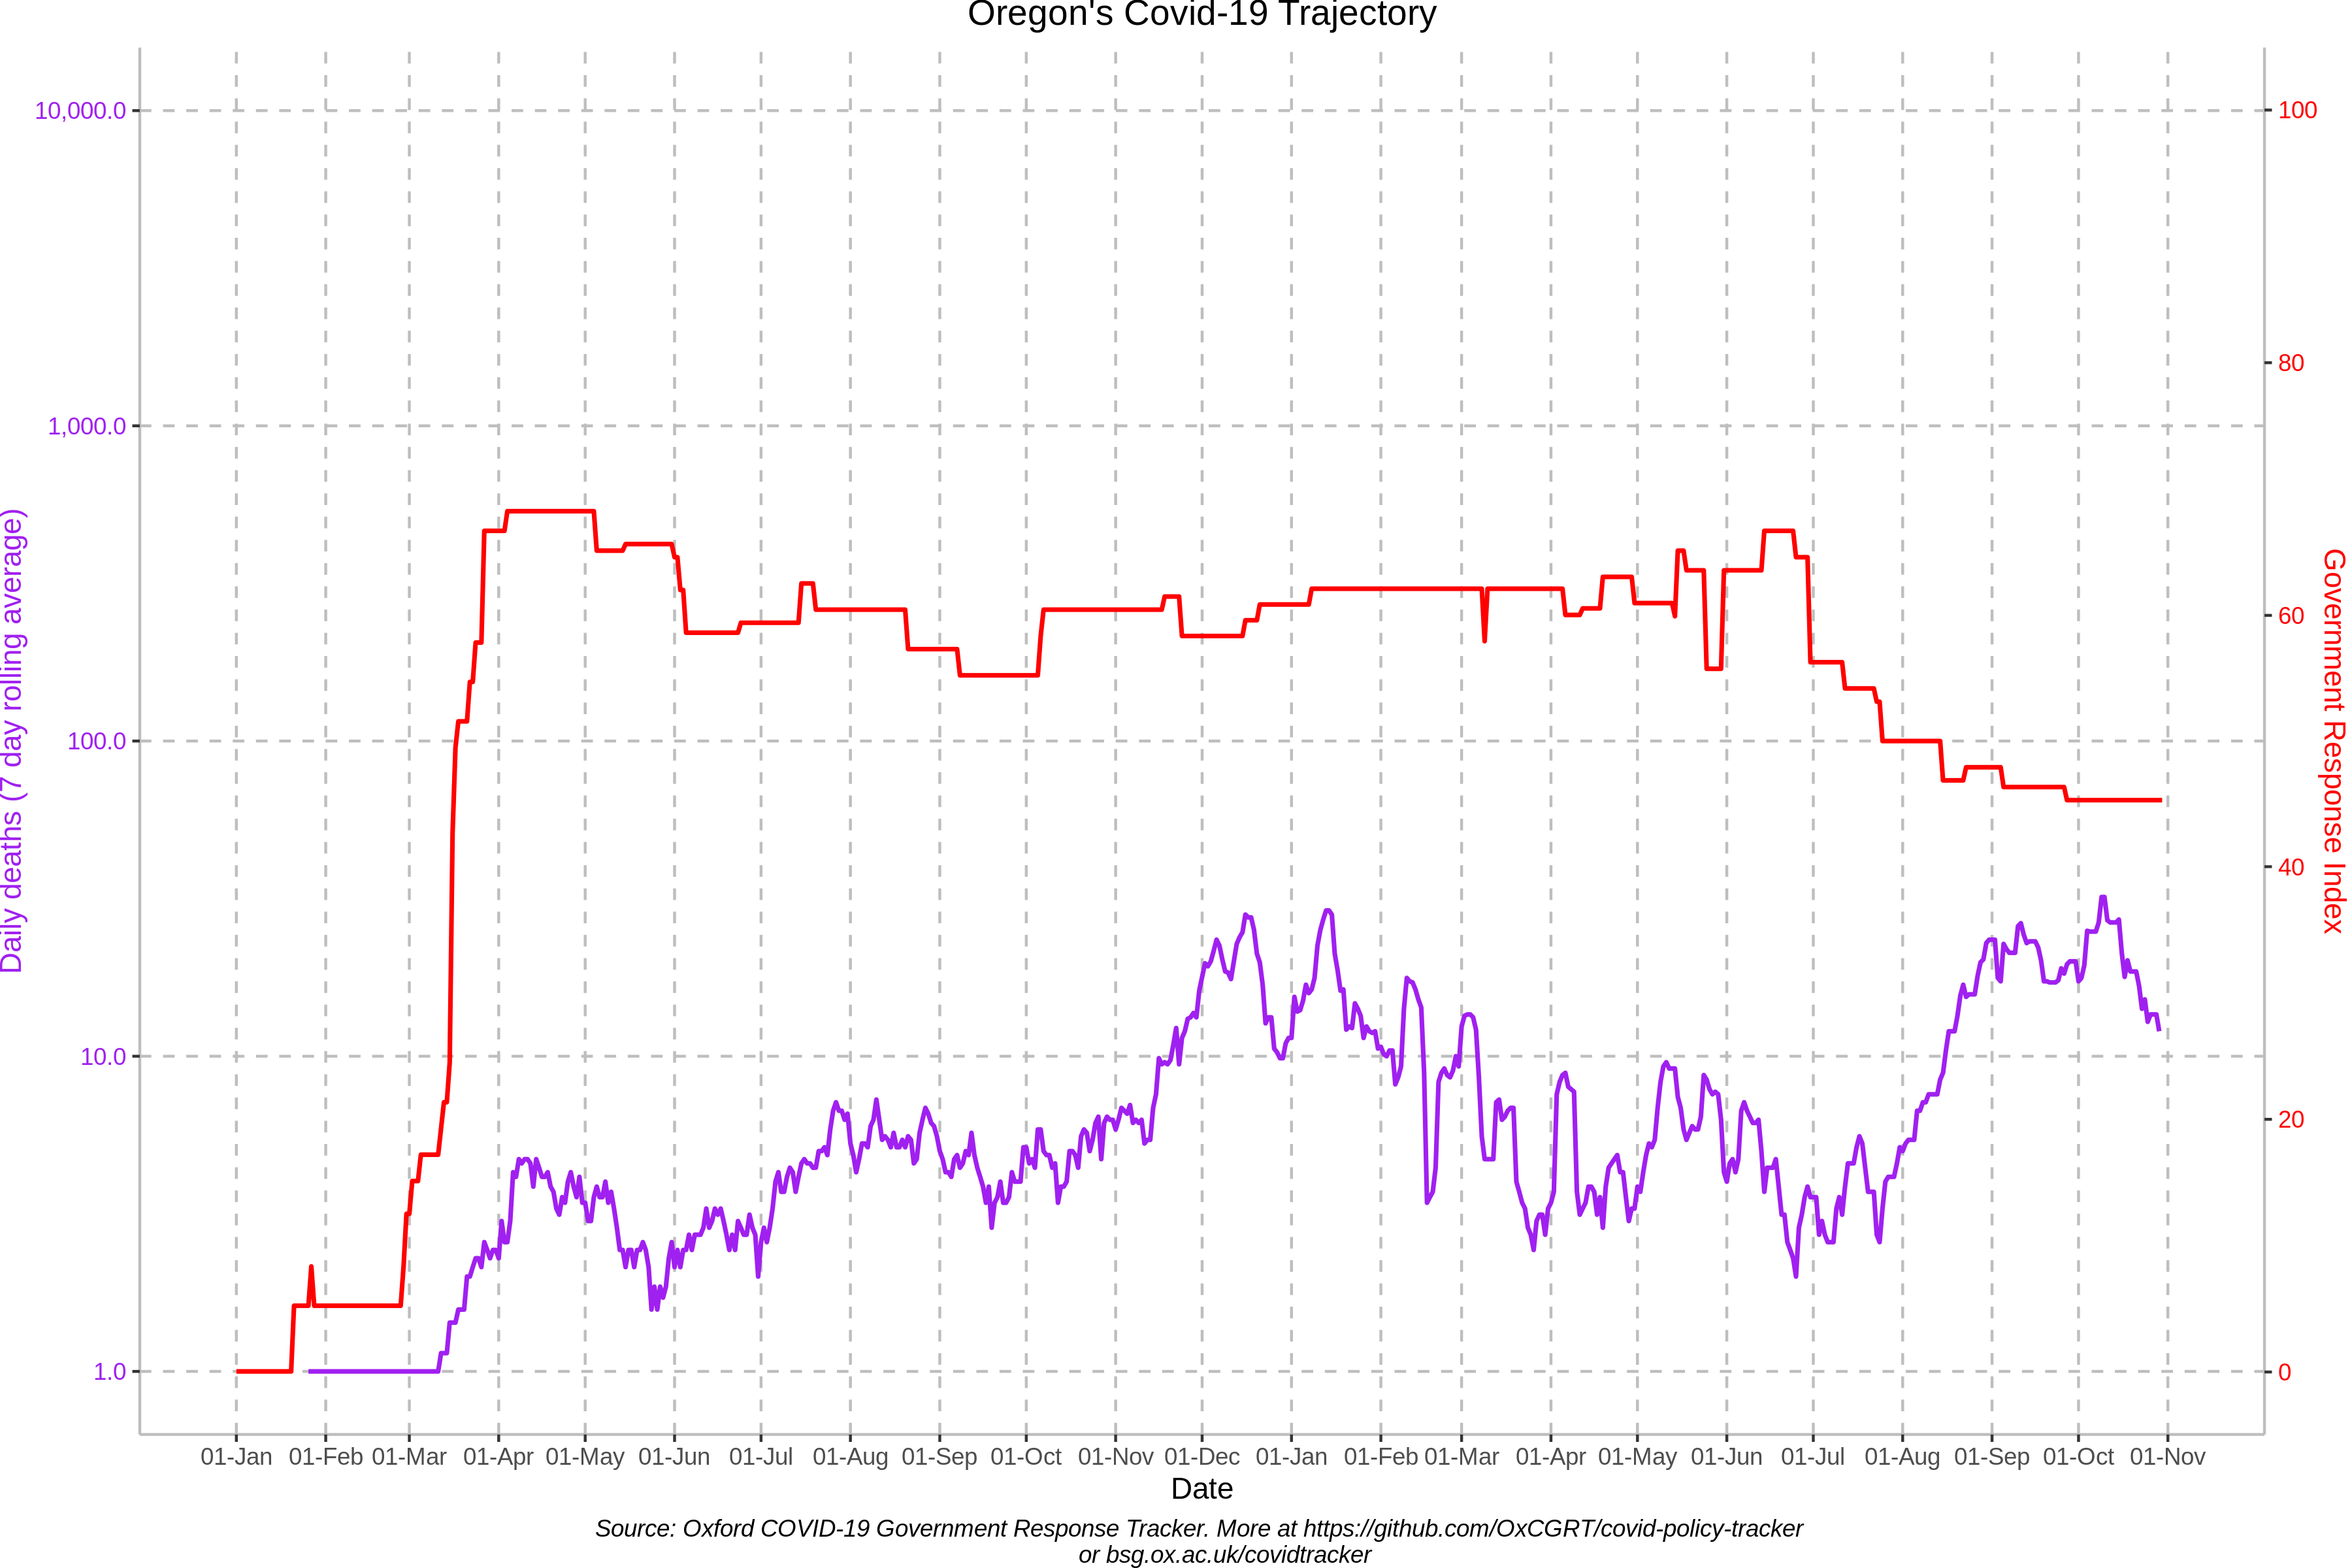 Oregon's Covid-19 Trajectory
10,000.0
1,000.0
100.0
10.0
1.0
Daily deaths (7 day rolling average)
100
80
60
40
20
0
Government Response Index
01-Jan 01-Feb 01-Mar 01-Apr 01-May 01-Jun 01-Jul 01-Aug 01-Sep 01-Oct 01-Nov 01-Dec 01-Jan 01-Feb 01-Mar 01-Apr 01-May 01-Jun 01-Jul 01-Aug 01-Sep 01-Oct 01-Nov
Date
Source: Oxford COVID-19 Government Response Tracker. More at https://github.com/OxCGRT/covid-policy-tracker
or bsg.ox.ac.uk/covidtracker